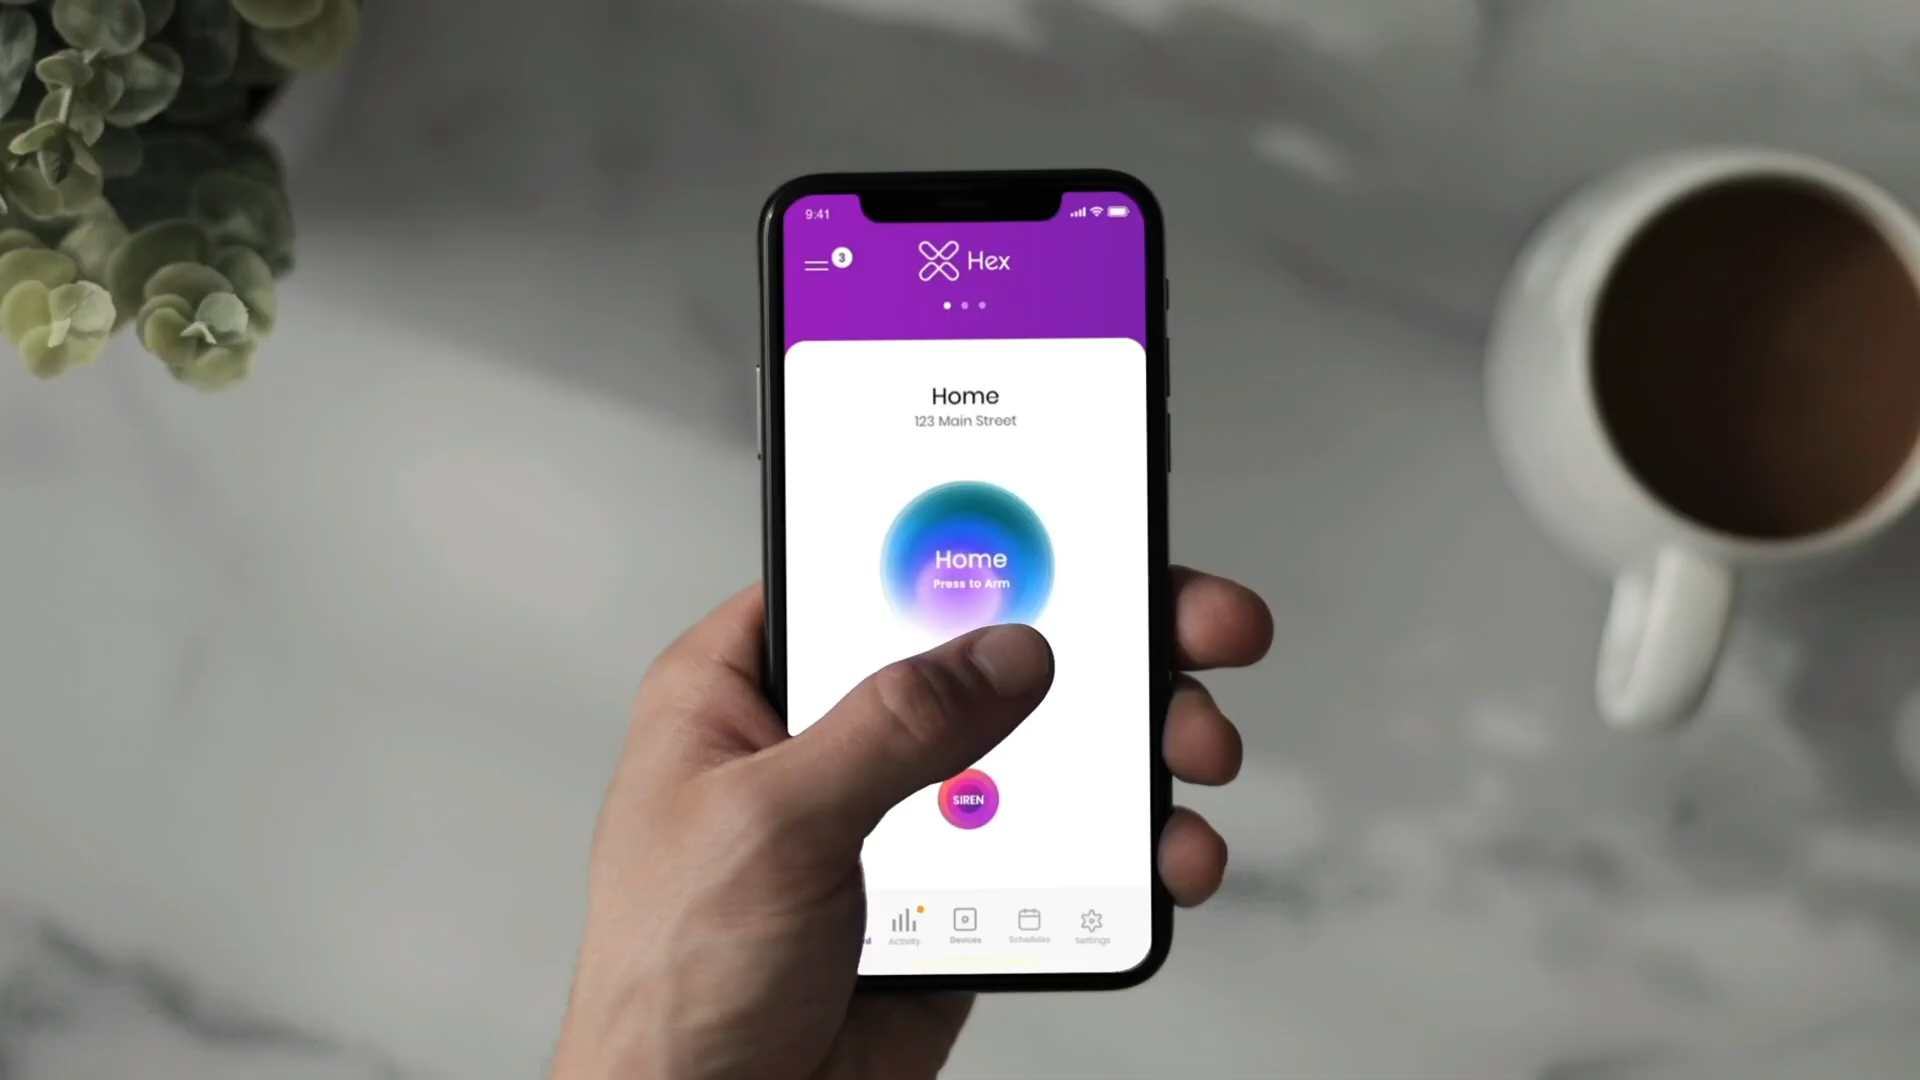 9:41
3
Hex
Home
123 Main Street
Home
Press to Arm
SIREN
Activity
Devices
Schedules
Settings